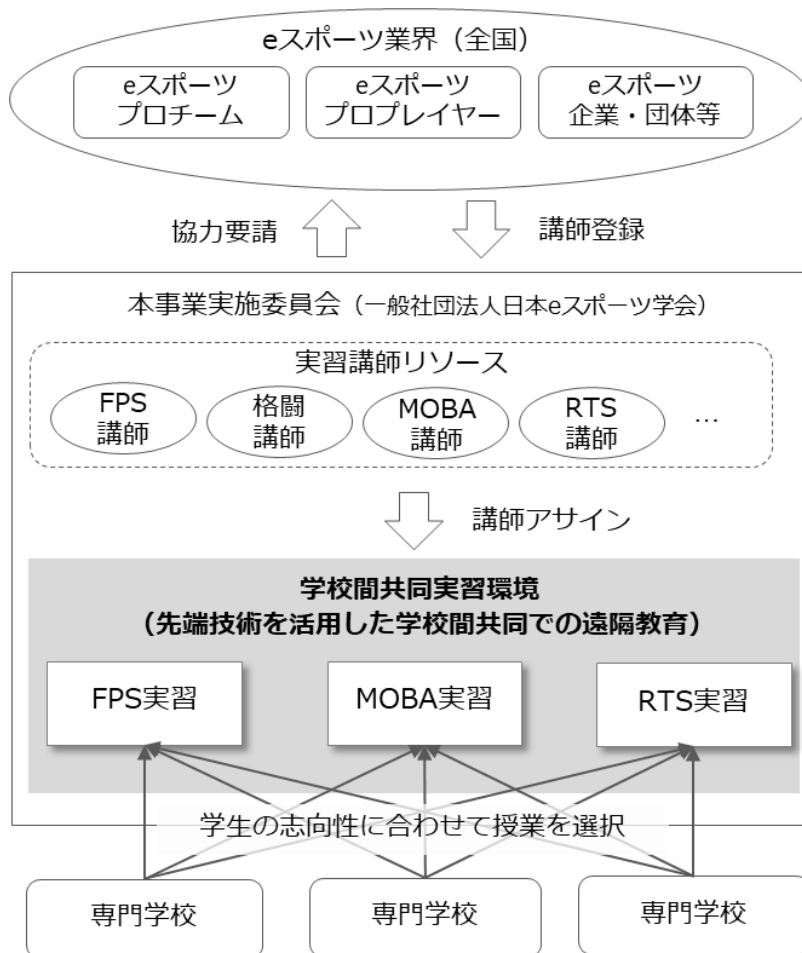 eスポーツ業界（全国）
eスポーツ
プロチーム
eスポーツ
プロプレイヤー
eスポーツ
企業・団体等
協力要請
講師登録
本事業実施委員会（一般社団法人日本eスポーツ学会）
実習講師リソース
FPS
講師
格闘
講師
MOBA
講師
RTS
講師
…
講師アサイン
学校間共同実習環境
（先端技術を活用した学校間共同での遠隔教育）
FPS実習
MOBA実習
RTS実習
学生の志向性に合わせて授業を選択
専門学校
専門学校
専門学校